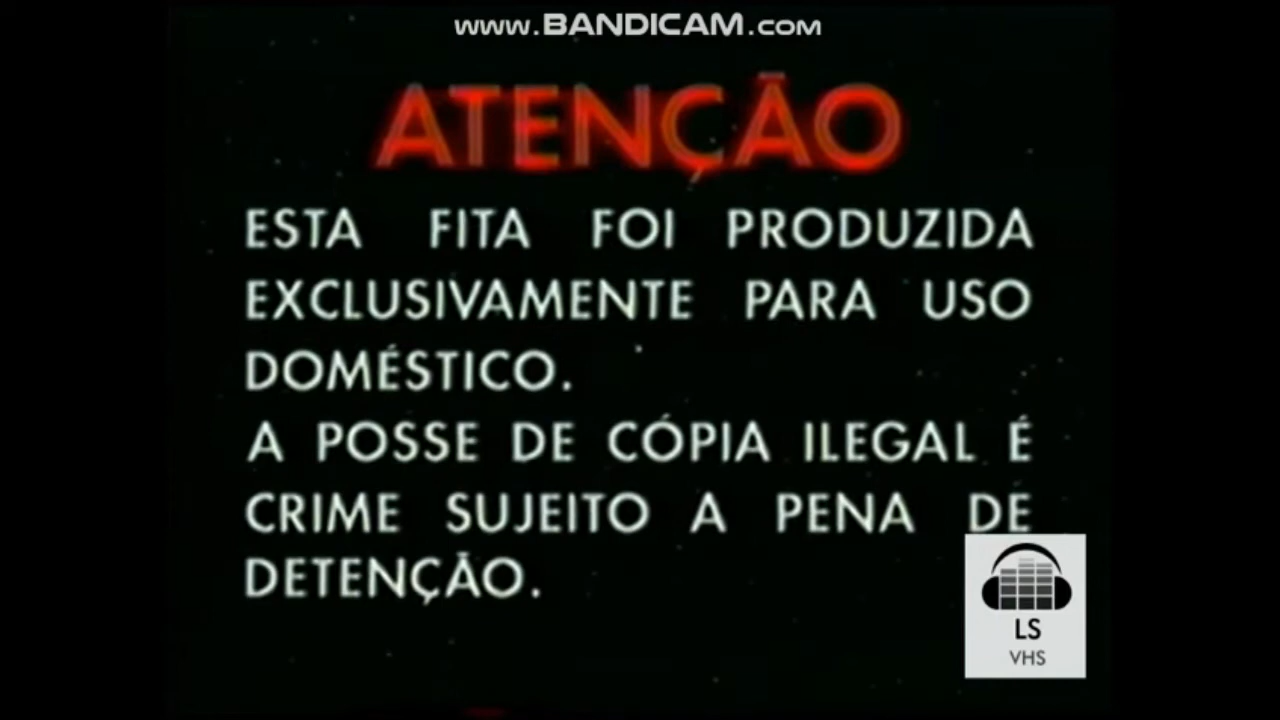 www.BANDICAM.com
ATENÇÃO
ESTA FITA FOI PRODUZIDA
EXCLUSIVAMENTE PARA USO
DOMÉSTICO.
A POSSE DE CÓPIA ILEGAL É
CRIME SUJEITO A PENA DE
DETENÇÃO.
LS
VHS